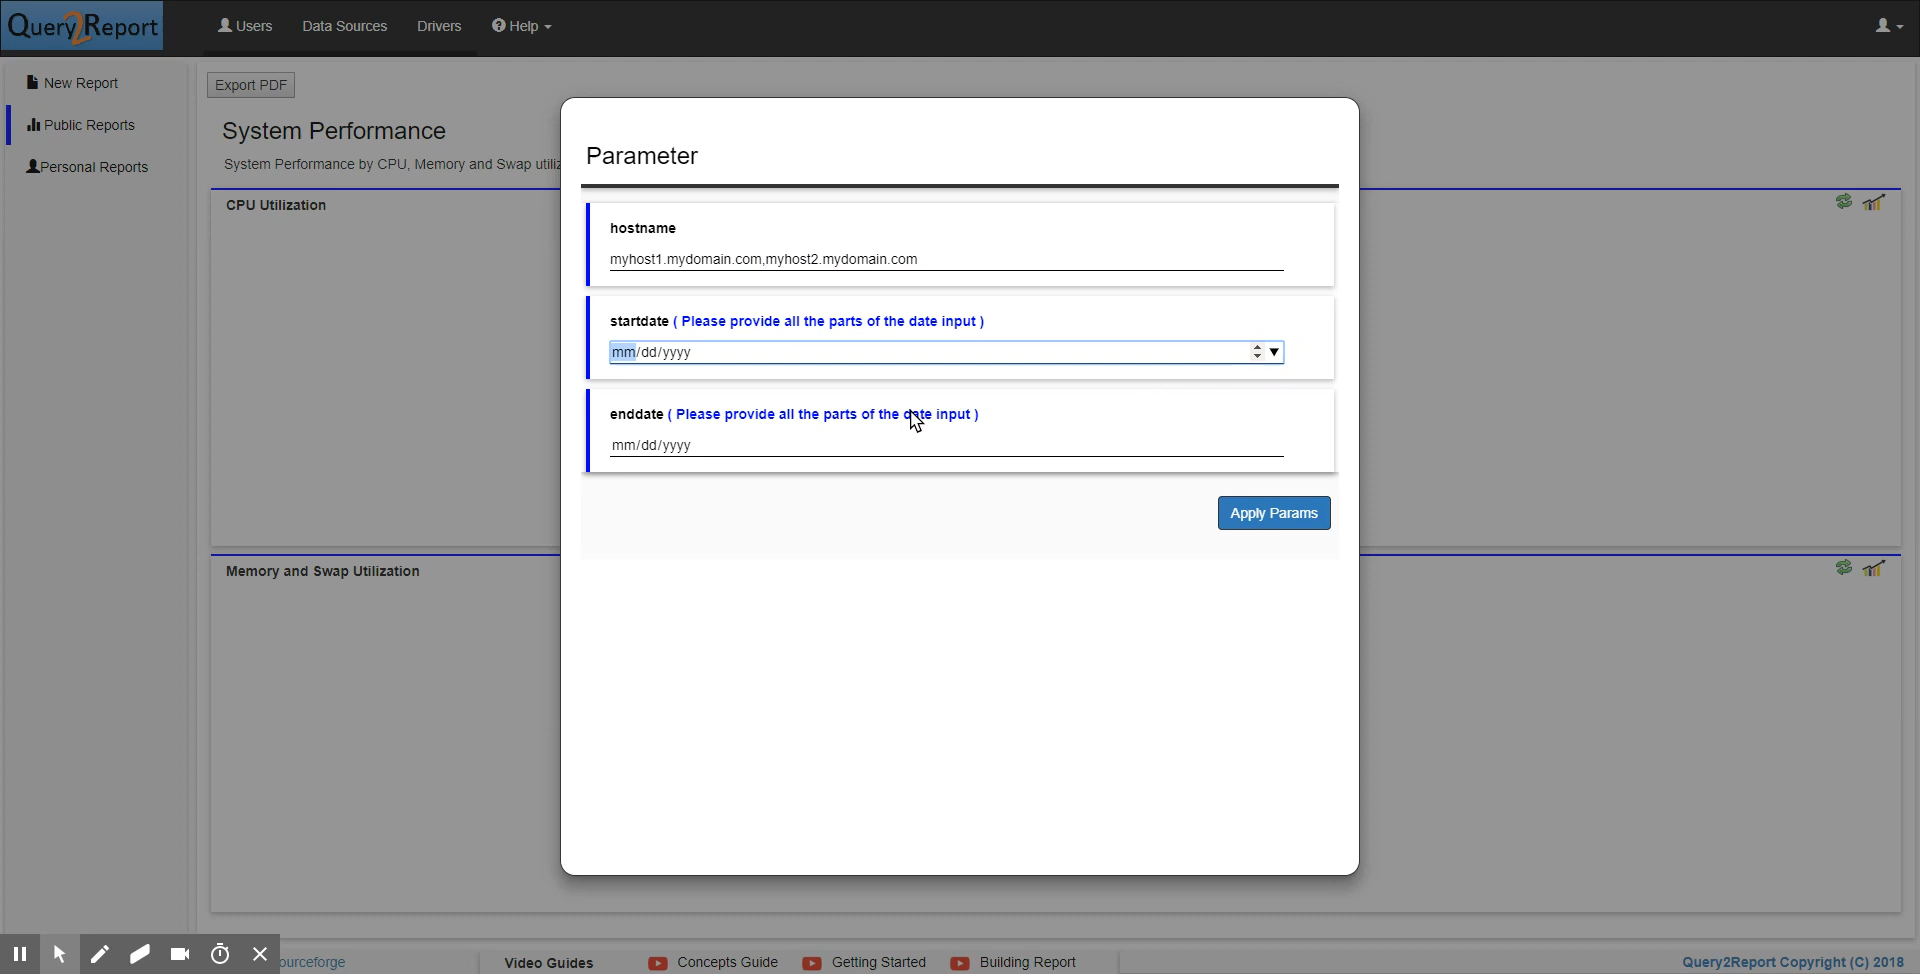 Query2Report
Users
Data Sources
Drivers
Help
New Report
Public Reports
Personal Reports
Export PDF
System Performance
System Performance by CPU, Memory and Swap
CPU Utilization
Memory and Swap Utilization
Parameter
hostname
myhost1.mydomain.com,myhost2.mydomain.com
startdate ( Please provide all the parts of the date input )
mm/dd/yyyy
enddate ( Please provide all the parts of the date input )
mm/dd/yyyy
Apply Params
ourceforge
Video Guides
Concepts Guide
Getting Started
Building Report
Query2Report Copyright (C) 2018